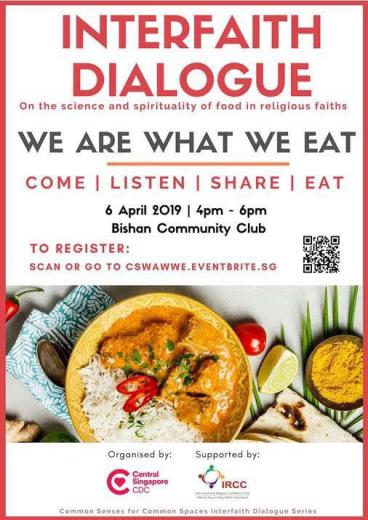 INTERFAITH
DIALOGUE
On the science and spirituality of food in religious faiths
WE ARE WHAT WE EAT
COME | LISTEN | SHARE | EAT
6 April 2019 | 4pm - 6pm
Bishan Community Club
TO REGISTER:
SCAN OR GO TO CSWAWWE.EVENTBRITE.SG
Organised by:
Supported by:
Central
Singapore
CDC
IRCC
Common Senses for Common Spaces Interfaith Dialogue Series